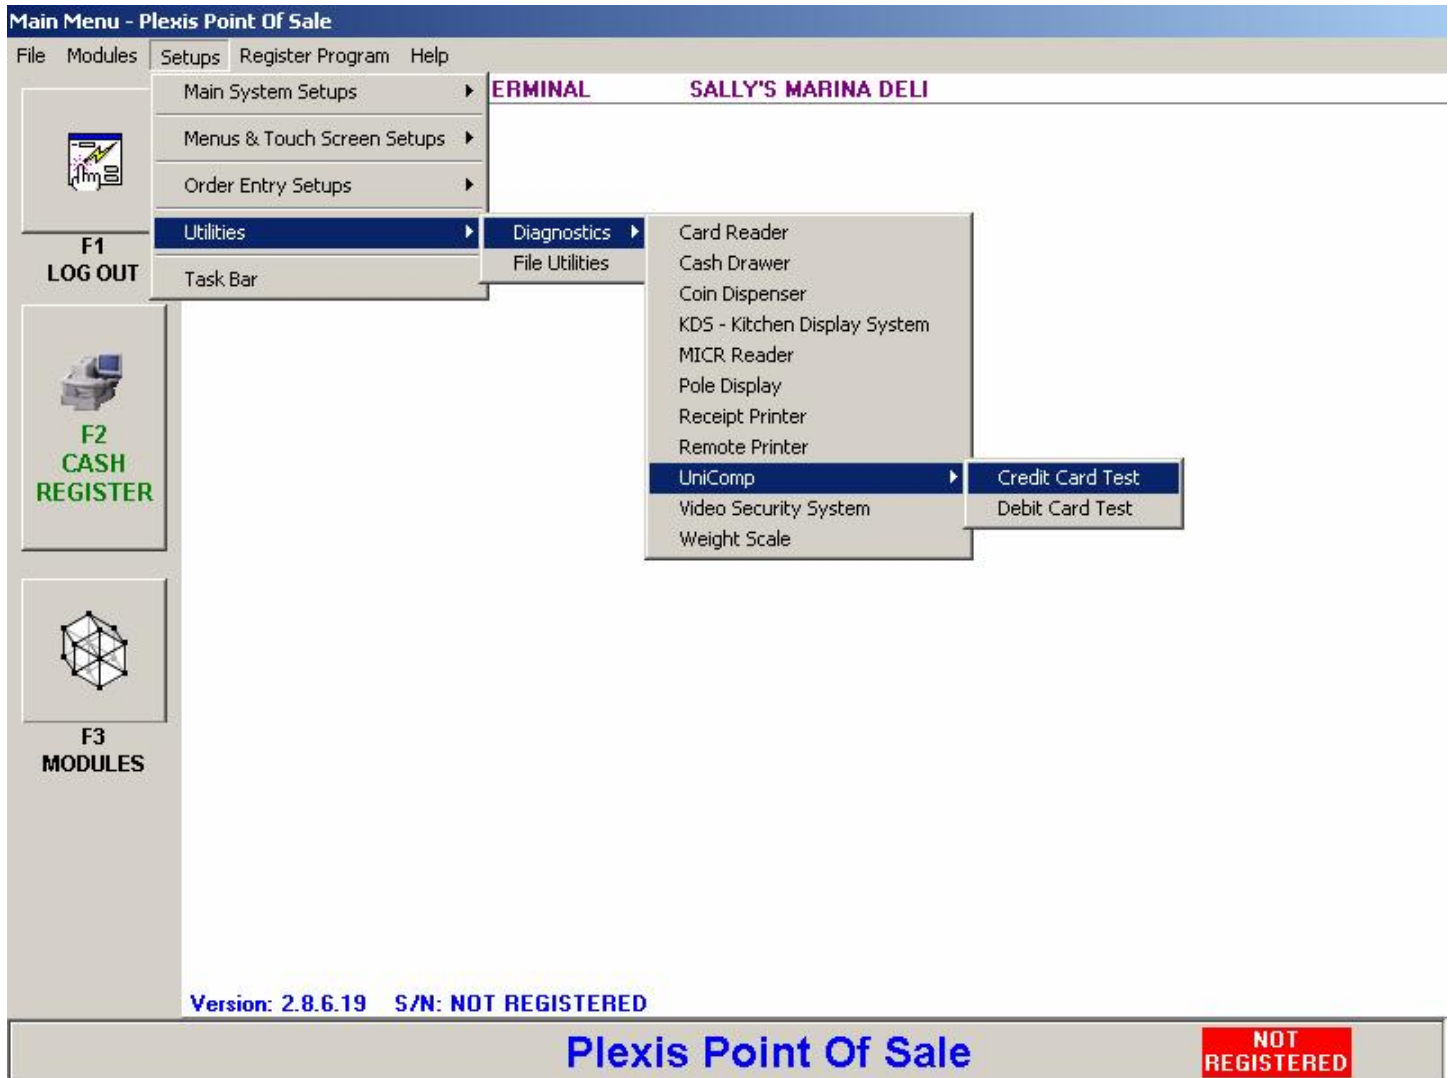 Main Menu - Plexis Point Of Sale
File Modules Setups Register Program Help
ERMINAL SALLY'S MARINA DELI
Main System Setups
Menus & Touch Screen Setups
Order Entry Setups
Utilities
Task Bar
Diagnostics
File Utilities
Card Reader
Cash Drawer
Coin Dispenser
KDS - Kitchen Display System
MICR Reader
Pole Display
Receipt Printer
Remote Printer
UniComp
Video Security System
Weight Scale
Credit Card Test
Debit Card Test
F1
LOG OUT
F2
CASH
REGISTER
F3
MODULES
Version: 2.8.6.19 S/N: NOT REGISTERED
Plexis Point Of Sale
NOT
REGISTERED